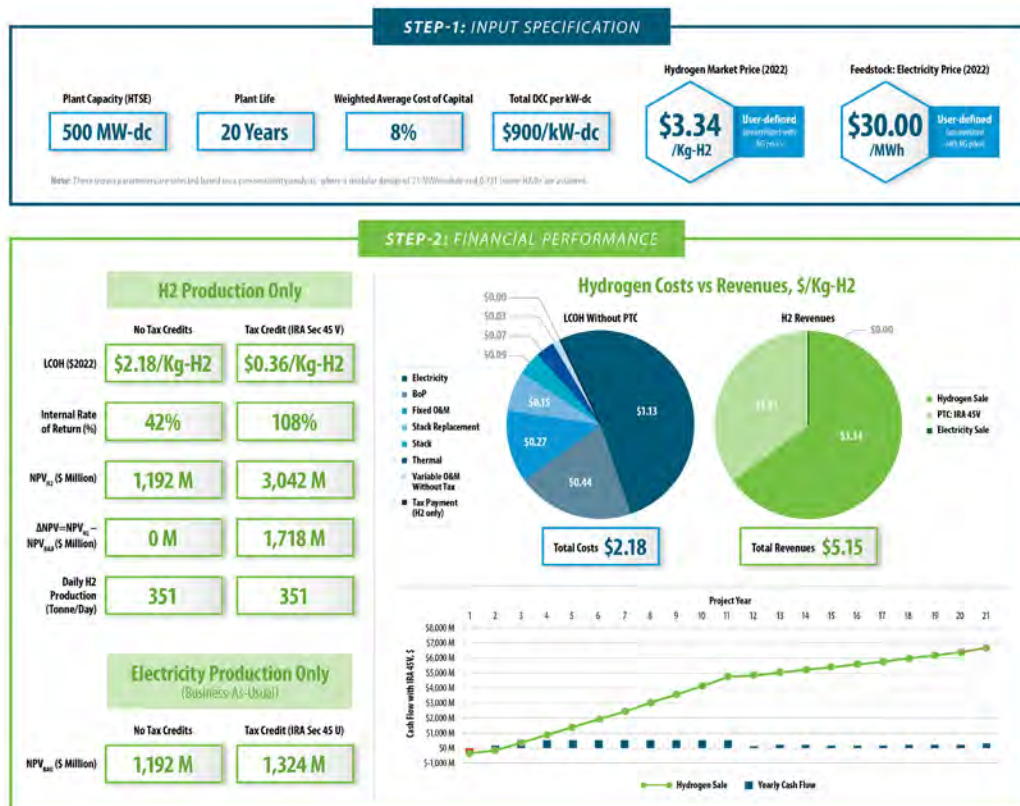 STEP-1: INPUT SPECIFICATION
Plant Capacity (HTSE)
500 MW-dc
Plant Life
20 Years
Weighted Average Cost of Capital
8%
Total DCC per kW-dc
$900/kW-dc
Hydrogen Market Price (2022)
$3.34
/Kg-H2
User-defined
Feedstock: Electricity Price (2022)
$30.00
/MWh
User-defined
STEP-2: FINANCIAL PERFORMANCE
H2 Production Only
No Tax Credits
Tax Credit (IRA Sec 45 V)
LCOH ($2022)
$2.18/Kg-H2
$0.36/Kg-H2
Internal Rate
of Return (%)
42%
108%
NPV ($ Million)
1,192 M
3,042 M
ΔNPV=NPV –
NPV ($ Million)
0 M
1,718 M
Daily H2
Production
(Tonne/Day)
351
351
Electricity Production Only
(Business-As-Usual)
No Tax Credits
Tax Credit (IRA Sec 45 U)
NPV ($ Million)
1,192 M
1,324 M
Hydrogen Costs vs Revenues, $/Kg-H2
LCOH Without PTC
$0.00
$0.03
$0.07
$0.09
$0.15
$0.27
$0.44
$1.13
Electricity
BoP
Fixed O&M
Stack Replacement
Stack
Thermal
Variable O&M
Without Tax
Tax Payment
(H2 only)
Total Costs $2.18
H2 Revenues
$0.00
$3.34
Hydrogen Sale
PTC: IRA 45V
Electricity Sale
Total Revenues $5.15
Project Year
1 2 3 4 5 6 7 8 9 10 11 12 13 14 15 16 17 18 19 20 21
Cash Flow with IRA 45V, $
$8,000 M
$7,000 M
$6,000 M
$5,000 M
$4,000 M
$3,000 M
$2,000 M
$1,000 M
$0 M
$-1,000 M
Hydrogen Sale
Yearly Cash Flow